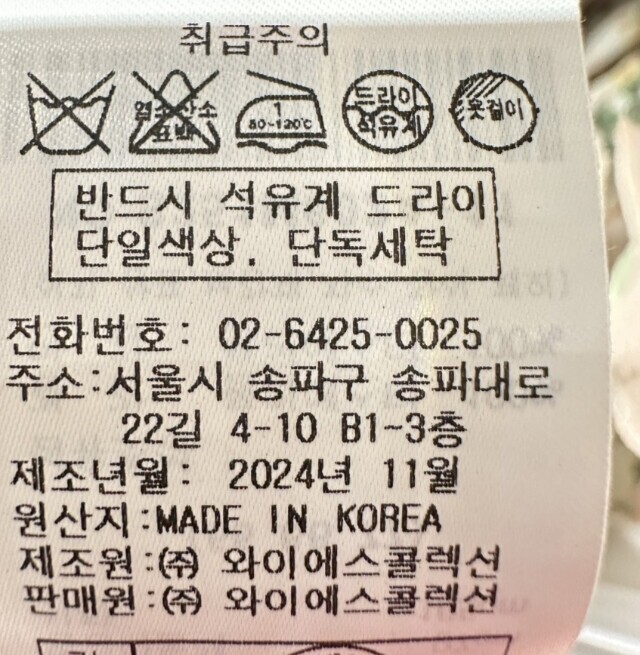 취급주의
염소산소 표백
1 80~120℃
드라이 석유계
옷걸이
반드시 석유계 드라이
단일색상. 단독세탁
전화번호: 02-6425-0025
주소:서울시 송파구 송파대로
22길 4-10 B1~3층
제조년월: 2024년 11월
원산지:MADE IN KOREA
제조원:㈜ 와이에스콜렉션
판매원:㈜ 와이에스콜렉션